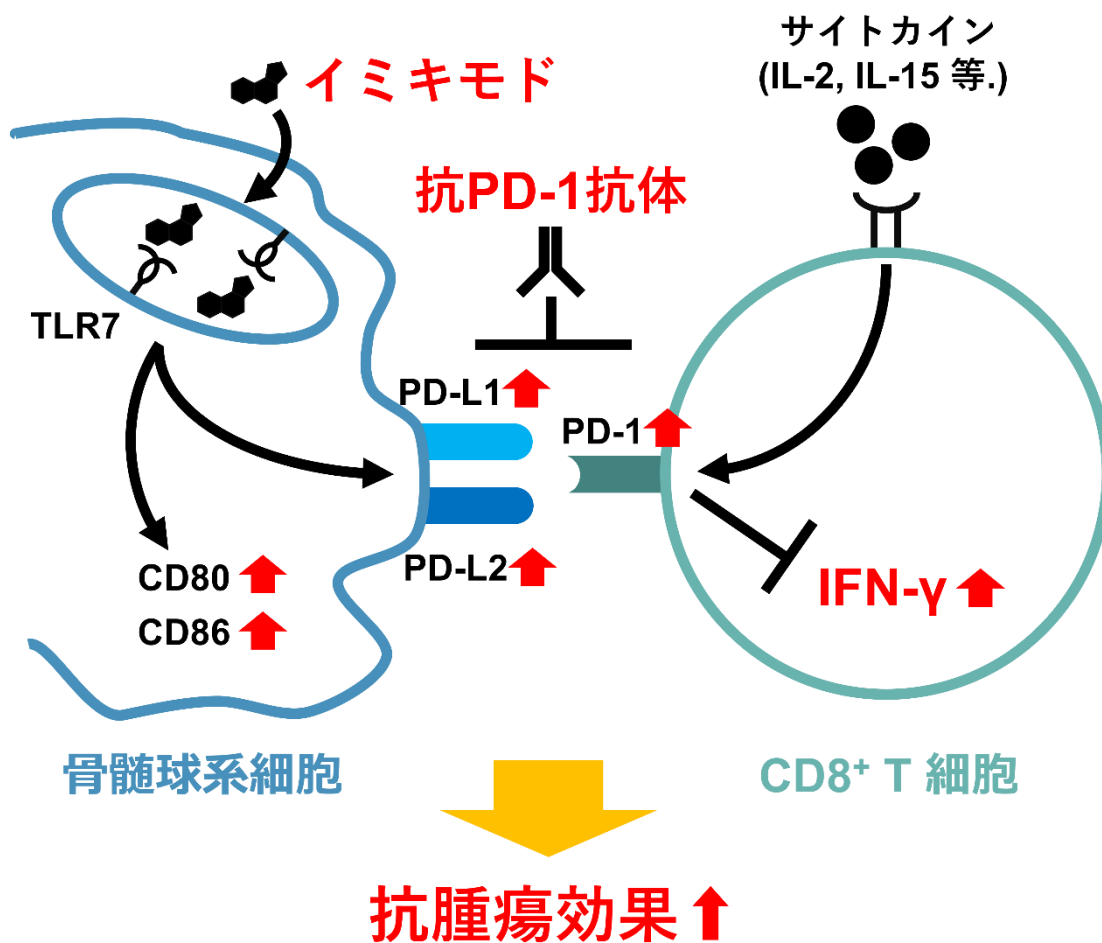 イミキモド
サイトカイン
(IL-2, IL-15 等.)
抗PD-1抗体
TLR7
PD-L1
PD-1
PD-L2
CD80
CD86
IFN-γ
骨髄球系細胞
CD8⁺ T 細胞
抗腫瘍効果